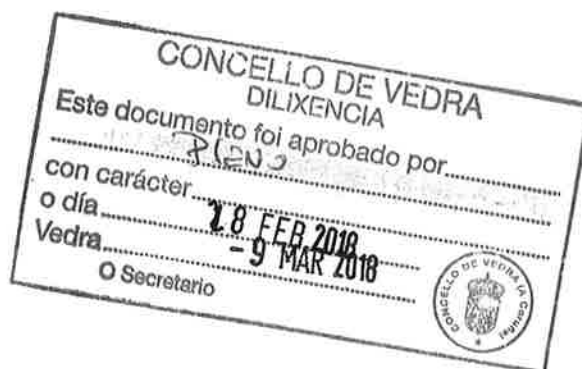 CONCELLO DE VEDRA
DILIXENCIA
Este documento foi aprobado por
PLENO
con carácter
o día 28 FEB 2018
Vedra - 9 MAR 2018
O Secretario
CONCELLO DE VEDRA (A Coruña)